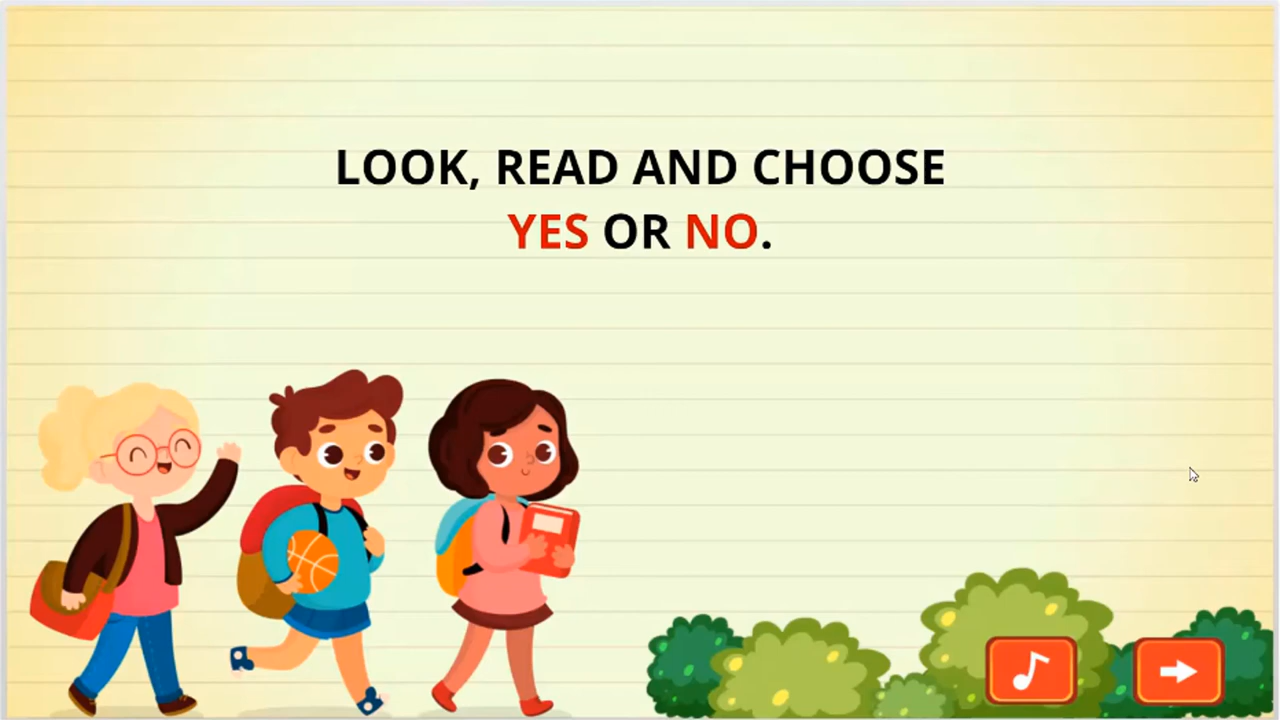 LOOK, READ AND CHOOSE
YES OR NO.